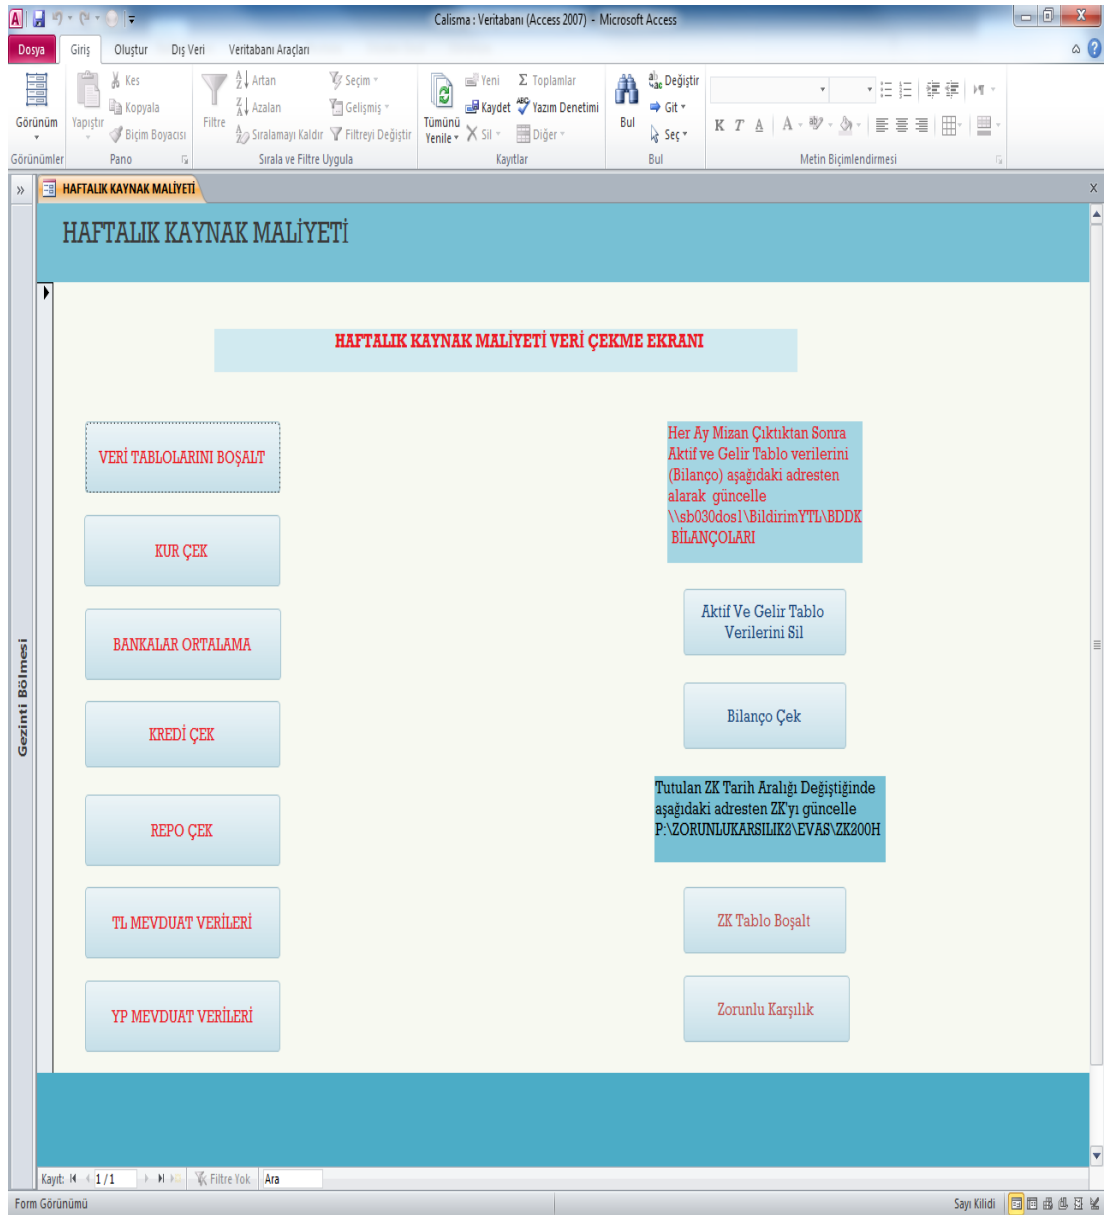 Calisma : Veritabanı (Access 2007) - Microsoft Access
Dosya Giriş Oluştur Dış Veri Veritabanı Araçları
Görünüm
Görünümler
Yapıştır
Kes
Kopyala
Biçim Boyacısı
Pano
Filtre
Artan
Azalan
Sıralamayı Kaldır
Seçim
Gelişmiş
Filtreyi Değiştir
Sırala ve Filtre Uygula
Tümünü
Yenile
Yeni
Kaydet
Sil
Toplamlar
Yazım Denetimi
Diğer
Kayıtlar
Bul
Değiştir
Git
Seç
Bul
K T A A
Metin Biçimlendirmesi
HAFTALIK KAYNAK MALİYETİ
Gezinti Bölmesi
HAFTALIK KAYNAK MALİYETİ
HAFTALIK KAYNAK MALİYETİ VERİ ÇEKME EKRANI
VERİ TABLOLARINI BOŞALT
KUR ÇEK
BANKALAR ORTALAMA
KREDİ ÇEK
REPO ÇEK
TL MEVDUAT VERİLERİ
YP MEVDUAT VERİLERİ
Her Ay Mizan Çıktıktan Sonra
Aktif ve Gelir Tablo verilerini
(Bilanço) aşağıdaki adresten
alarak güncelle
\\sb030dos1\BildirimYTL\BDDK
BİLANÇOLARI
Aktif Ve Gelir Tablo
Verilerini Sil
Bilanço Çek
Tutulan ZK Tarih Aralığı Değiştiğinde
aşağıdaki adresten ZK'yı güncelle
P:\ZORUNLUKARSILIK2\EVAS\ZK200H
ZK Tablo Boşalt
Zorunlu Karşılık
Kayıt: 1 / 1 Filtre Yok Ara
Form Görünümü Sayı Kilidi